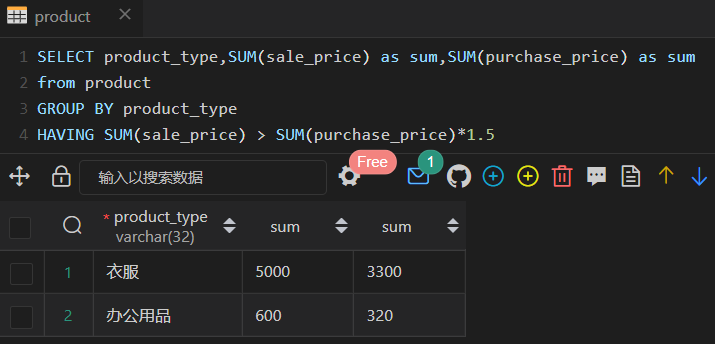 product
1 SELECT product_type,SUM(sale_price) as sum,SUM(purchase_price) as sum
2 from product
3 GROUP BY product_type
4 HAVING SUM(sale_price) > SUM(purchase_price)*1.5
输入以搜索数据 Free 1
* product_type sum sum
varchar(32)
1 衣服 5000 3300
2 办公用品 600 320